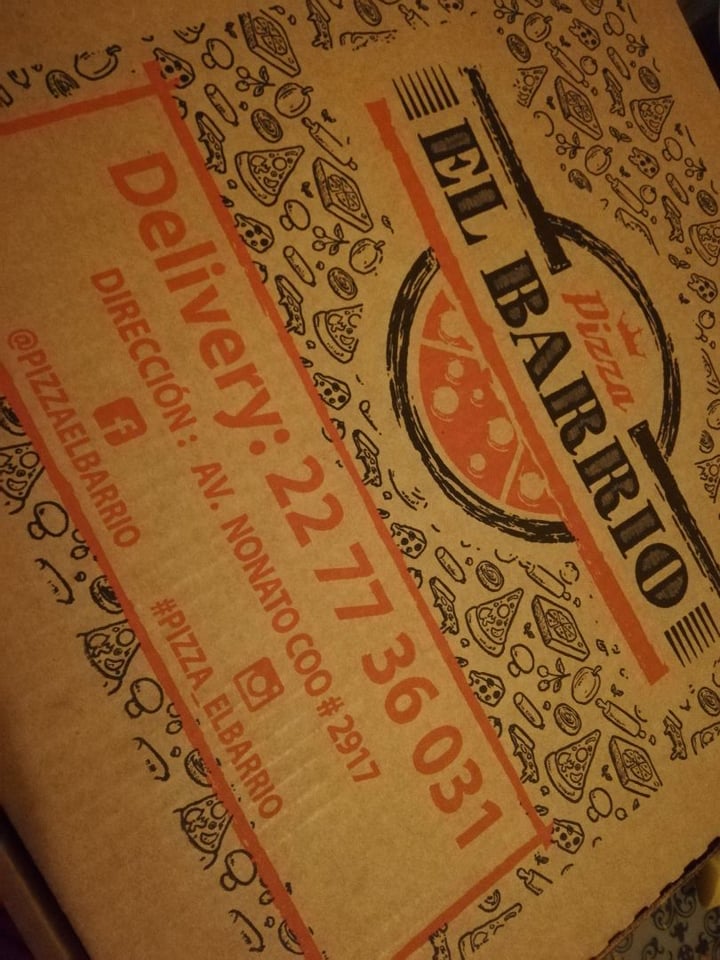 Pizza
EL BARRIO
Delivery: 22 77 36 031
DIRECCIÓN: AV. NONATO COO # 2917
@PIZZAELBARRIO
#PIZZA_ELBARRIO